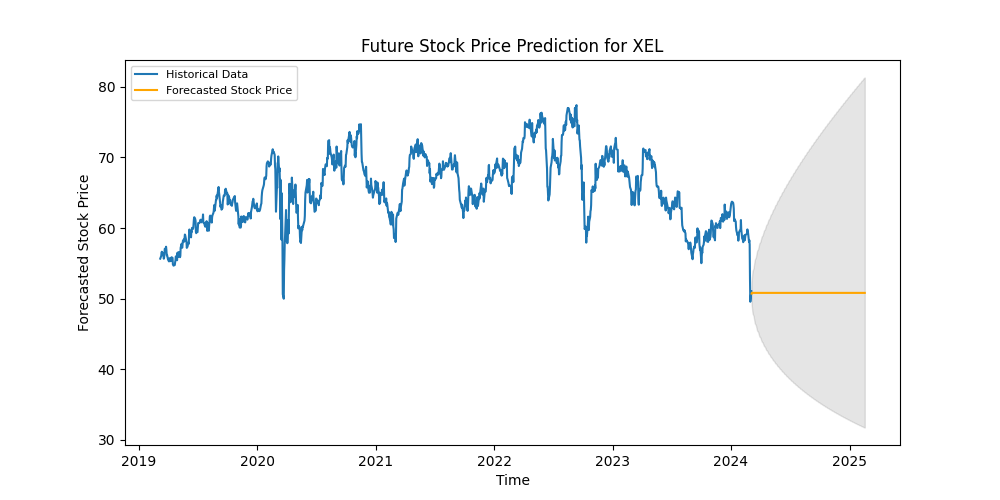 Future Stock Price Prediction for XEL
Historical Data
Forecasted Stock Price
Forecasted Stock Price
80
70
60
50
40
30
2019
2020
2021
2022
2023
2024
2025
Time